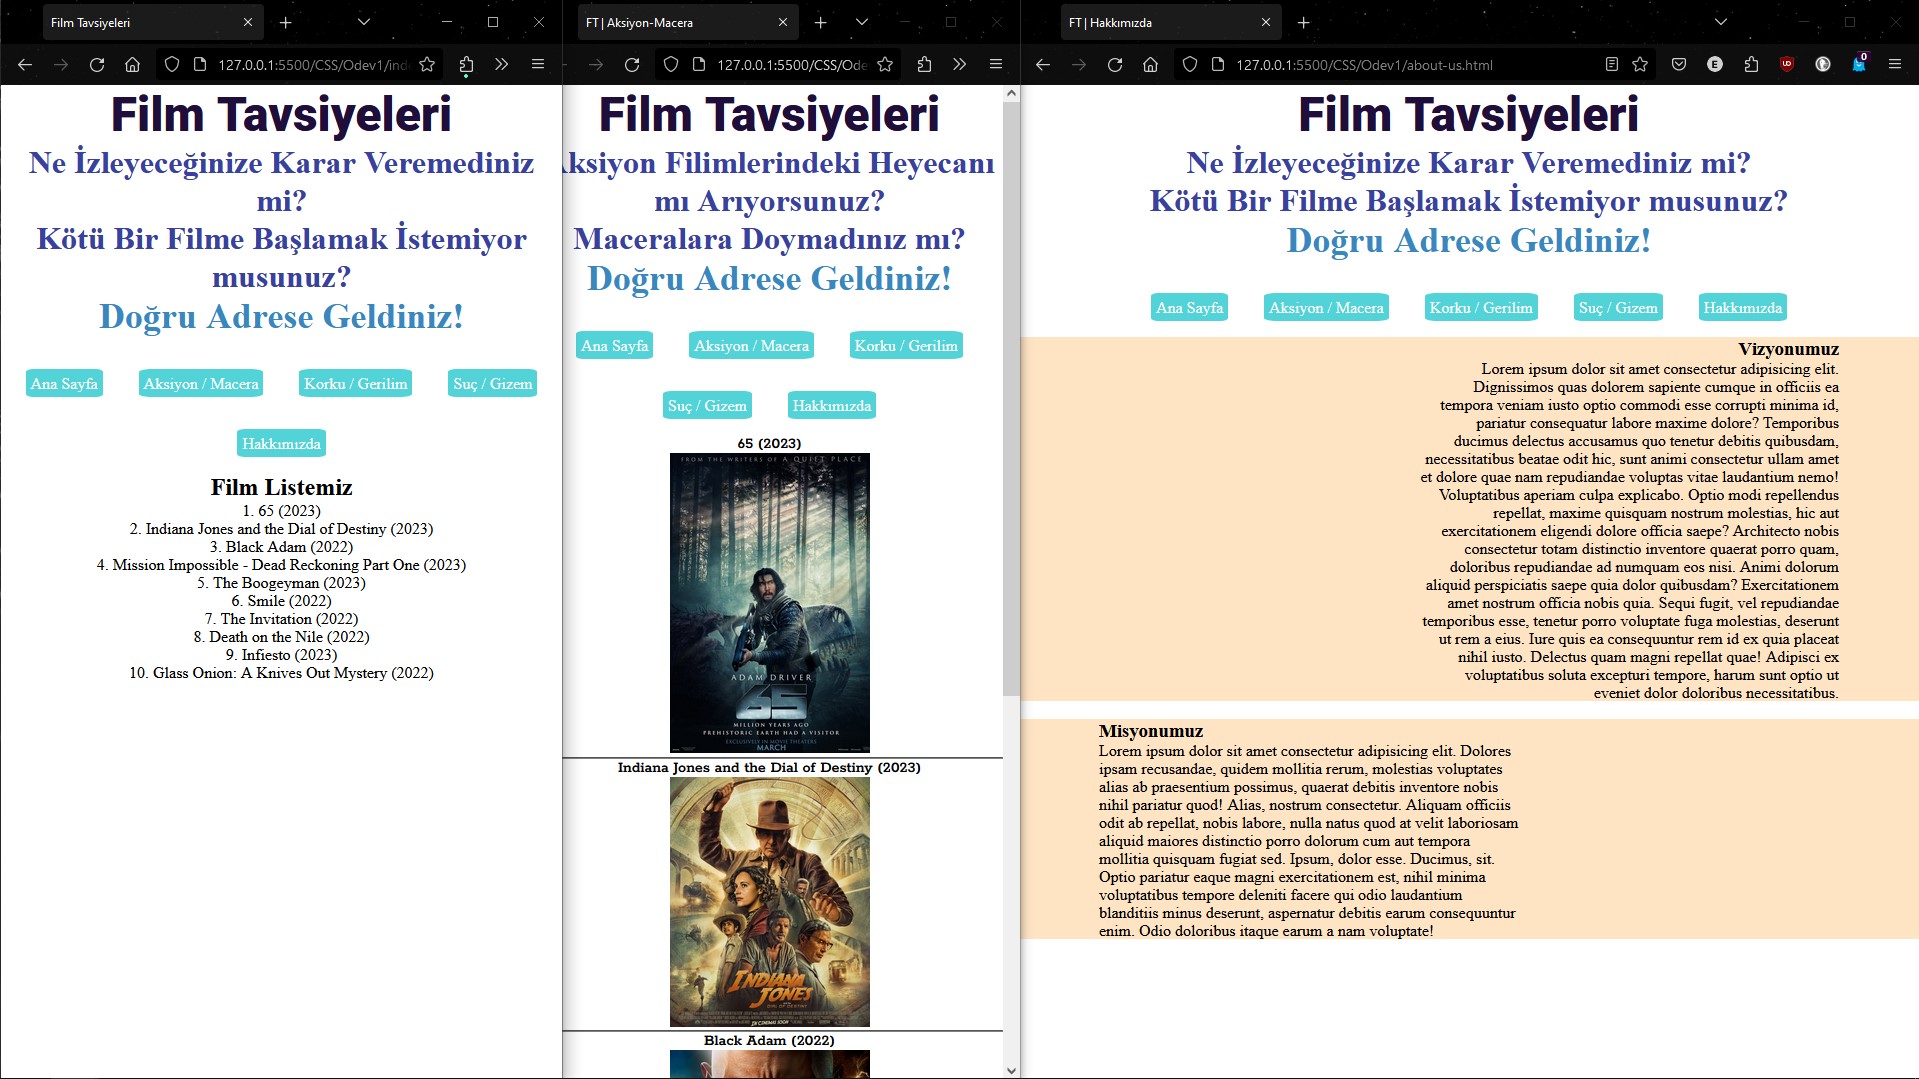 Film Tavsiyeleri
127.0.0.1:5500/CSS/Odev1/ind
Film Tavsiyeleri
Ne İzleyeceğinize Karar Veremediniz
mi?
Kötü Bir Filme Başlamak İstemiyor
musunuz?
Doğru Adrese Geldiniz!
Ana Sayfa
Aksiyon / Macera
Korku / Gerilim
Suç / Gizem
Hakkımızda
Film Listemiz
1. 65 (2023)
2. Indiana Jones and the Dial of Destiny (2023)
3. Black Adam (2022)
4. Mission Impossible - Dead Reckoning Part One (2023)
5. The Boogeyman (2023)
6. Smile (2022)
7. The Invitation (2022)
8. Death on the Nile (2022)
9. Infiesto (2023)
10. Glass Onion: A Knives Out Mystery (2022)
FT | Aksiyon-Macera
127.0.0.1:5500/CSS/Ode
Film Tavsiyeleri
Aksiyon Filimlerindeki Heyecanı
mı Arıyorsunuz?
Maceralara Doymadınız mı?
Doğru Adrese Geldiniz!
Ana Sayfa
Aksiyon / Macera
Korku / Gerilim
Suç / Gizem
Hakkımızda
65 (2023)
FROM THE WRITERS OF A QUIET PLACE
ADAM DRIVER
65
MILLION YEARS AGO
PREHISTORIC EARTH HAD A VISITOR
EXCLUSIVELY IN MOVIE THEATERS
MARCH
Indiana Jones and the Dial of Destiny (2023)
INDIANA
JONES
DIAL OF DESTINY
IN CINEMAS SOON
Black Adam (2022)
FT | Hakkımızda
127.0.0.1:5500/CSS/Odev1/about-us.html
E
0
Film Tavsiyeleri
Ne İzleyeceğinize Karar Veremediniz mi?
Kötü Bir Filme Başlamak İstemiyor musunuz?
Doğru Adrese Geldiniz!
Ana Sayfa
Aksiyon / Macera
Korku / Gerilim
Suç / Gizem
Hakkımızda
Vizyonumuz
Lorem ipsum dolor sit amet consectetur adipisicing elit.
Dignissimos quas dolorem sapiente cumque in officiis ea
tempora veniam iusto optio commodi esse corrupti minima id,
pariatur consequatur labore maxime dolore? Temporibus
ducimus delectus accusamus quo tenetur debitis quibusdam,
necessitatibus beatae odit hic, sunt animi consectetur ullam amet
et dolore quae nam repudiandae voluptas vitae laudantium nemo!
Voluptatibus aperiam culpa explicabo. Optio modi repellendus
repellat, maxime quisquam nostrum molestias, hic aut
exercitationem eligendi dolore officia saepe? Architecto nobis
consectetur totam distinctio inventore quaerat porro quam,
doloribus repudiandae ad numquam eos nisi. Animi dolorum
aliquid perspiciatis saepe quia dolor quibusdam? Exercitationem
amet nostrum officia nobis quia. Sequi fugit, vel repudiandae
temporibus esse, tenetur porro voluptate fuga molestias, deserunt
ut rem a eius. Iure quis ea consequuntur rem id ex quia placeat
nihil iusto. Delectus quam magni repellat quae! Adipisci ex
voluptatibus soluta excepturi tempore, harum sunt optio ut
eveniet dolor doloribus necessitatibus.
Misyonumuz
Lorem ipsum dolor sit amet consectetur adipisicing elit. Dolores
ipsam recusandae, quidem mollitia rerum, molestias voluptates
alias ab praesentium possimus, quaerat debitis inventore nobis
nihil pariatur quod! Alias, nostrum consectetur. Aliquam officiis
odit ab repellat, nobis labore, nulla natus quod at velit laboriosam
aliquid maiores distinctio porro dolorum cum aut tempora
mollitia quisquam fugiat sed. Ipsum, dolor esse. Ducimus, sit.
Optio pariatur eaque magni exercitationem est, nihil minima
voluptatibus tempore deleniti facere qui odio laudantium
blanditiis minus deserunt, aspernatur debitis earum consequuntur
enim. Odio doloribus itaque earum a nam voluptate!